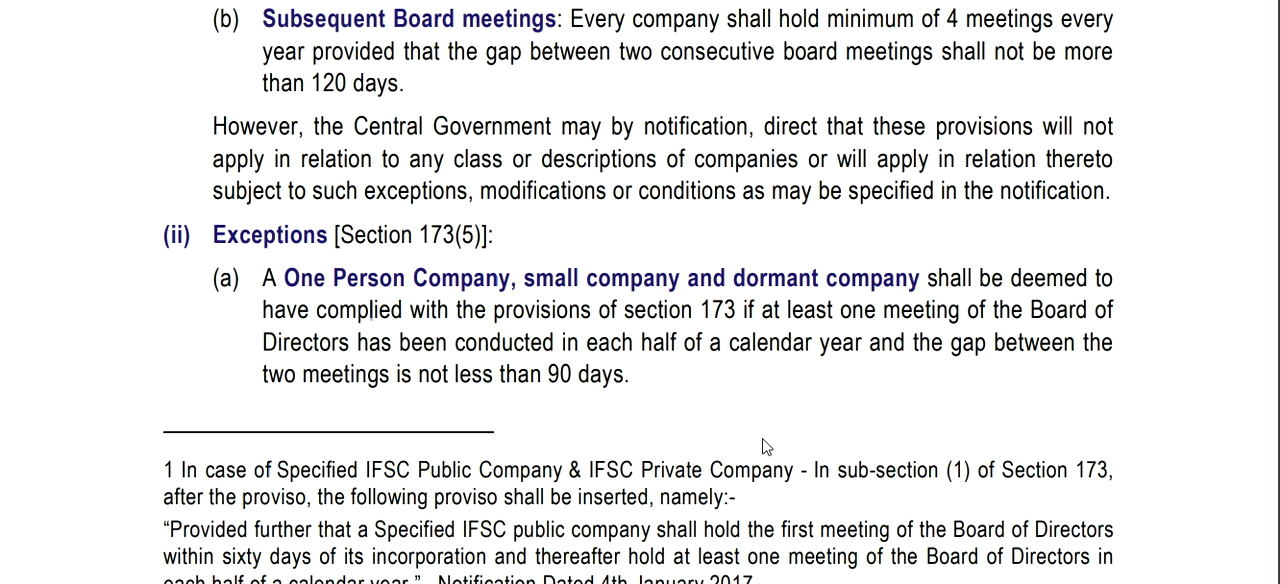 (b) Subsequent Board meetings: Every company shall hold minimum of 4 meetings every
year provided that the gap between two consecutive board meetings shall not be more
than 120 days.
However, the Central Government may by notification, direct that these provisions will not
apply in relation to any class or descriptions of companies or will apply in relation thereto
subject to such exceptions, modifications or conditions as may be specified in the notification.
(ii) Exceptions [Section 173(5)]:
(a) A One Person Company, small company and dormant company shall be deemed to
have complied with the provisions of section 173 if at least one meeting of the Board of
Directors has been conducted in each half of a calendar year and the gap between the
two meetings is not less than 90 days.
1 In case of Specified IFSC Public Company & IFSC Private Company - In sub-section (1) of Section 173,
after the proviso, the following proviso shall be inserted, namely:-
“Provided further that a Specified IFSC public company shall hold the first meeting of the Board of Directors
within sixty days of its incorporation and thereafter hold at least one meeting of the Board of Directors in
each half of a calendar year.” Notification Dated 4th January 2017